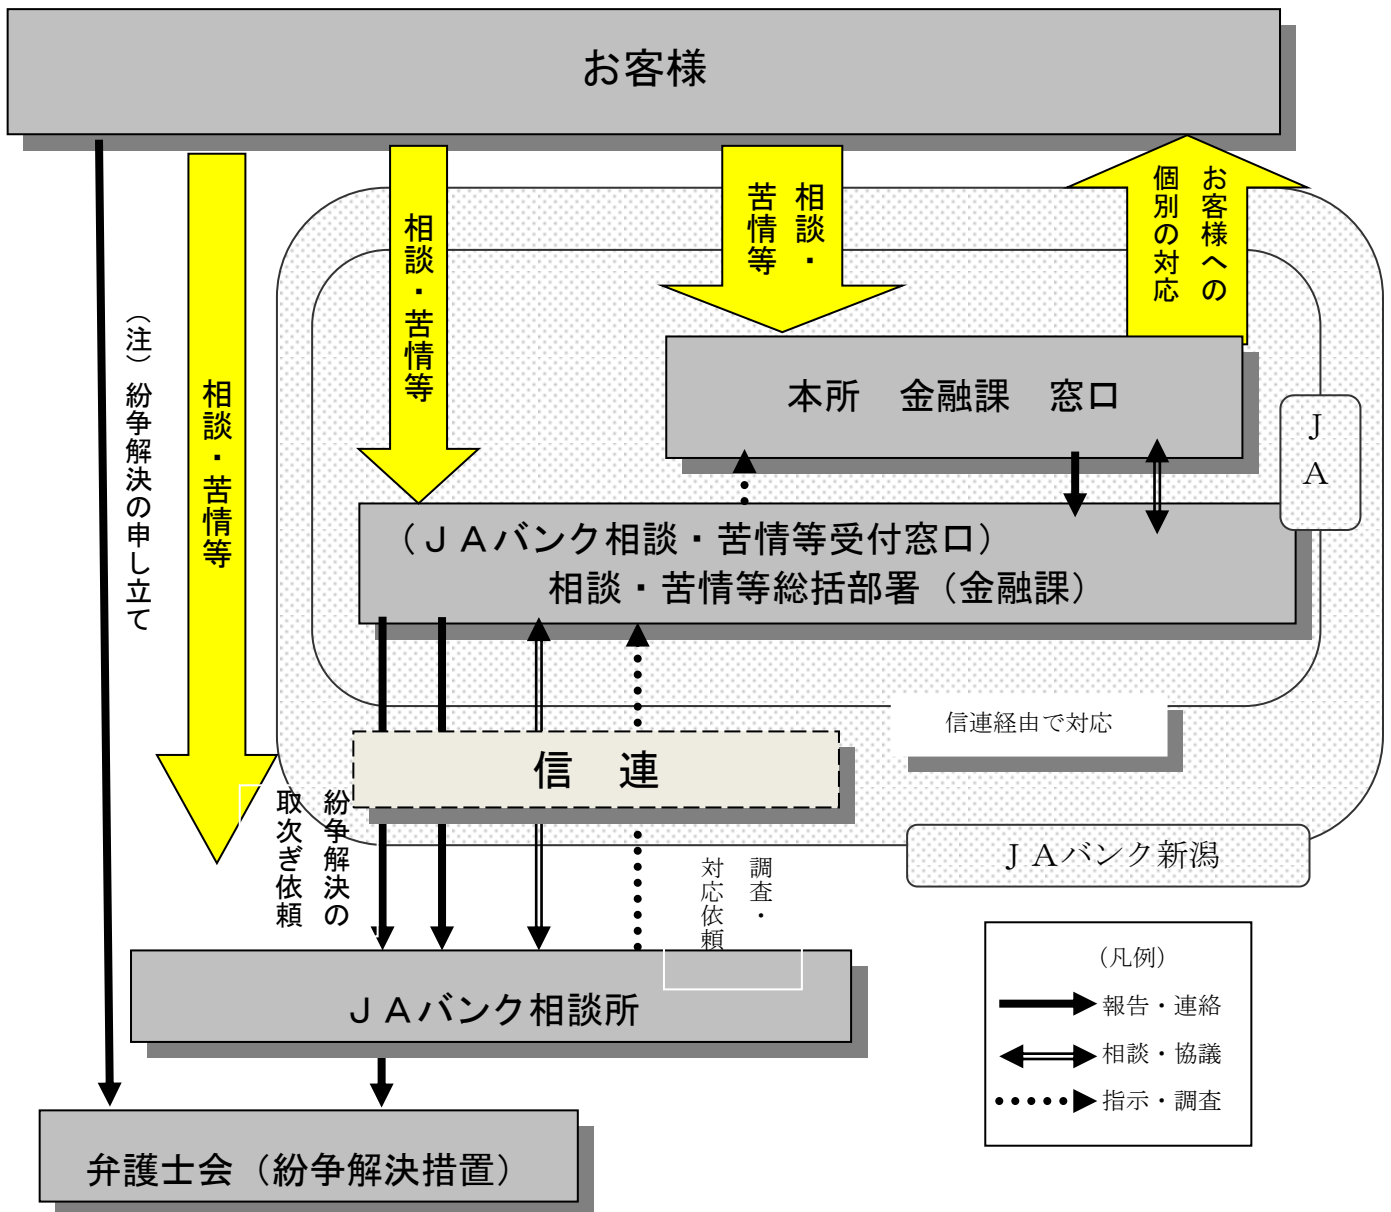 お客様
(注)紛争解決の申し立て
相談・苦情等
相談・苦情等
相談・
苦情等
お客様への
個別の対応
本所　金融課　窓口
ＪＡ
(ＪＡバンク相談・苦情等受付窓口)
相談・苦情等総括部署(金融課)
信連経由で対応
信　連
紛争解決の
取次ぎ依頼
調査・
対応依頼
ＪＡバンク新潟
ＪＡバンク相談所
弁護士会(紛争解決措置)
(凡例)
報告・連絡
相談・協議
指示・調査